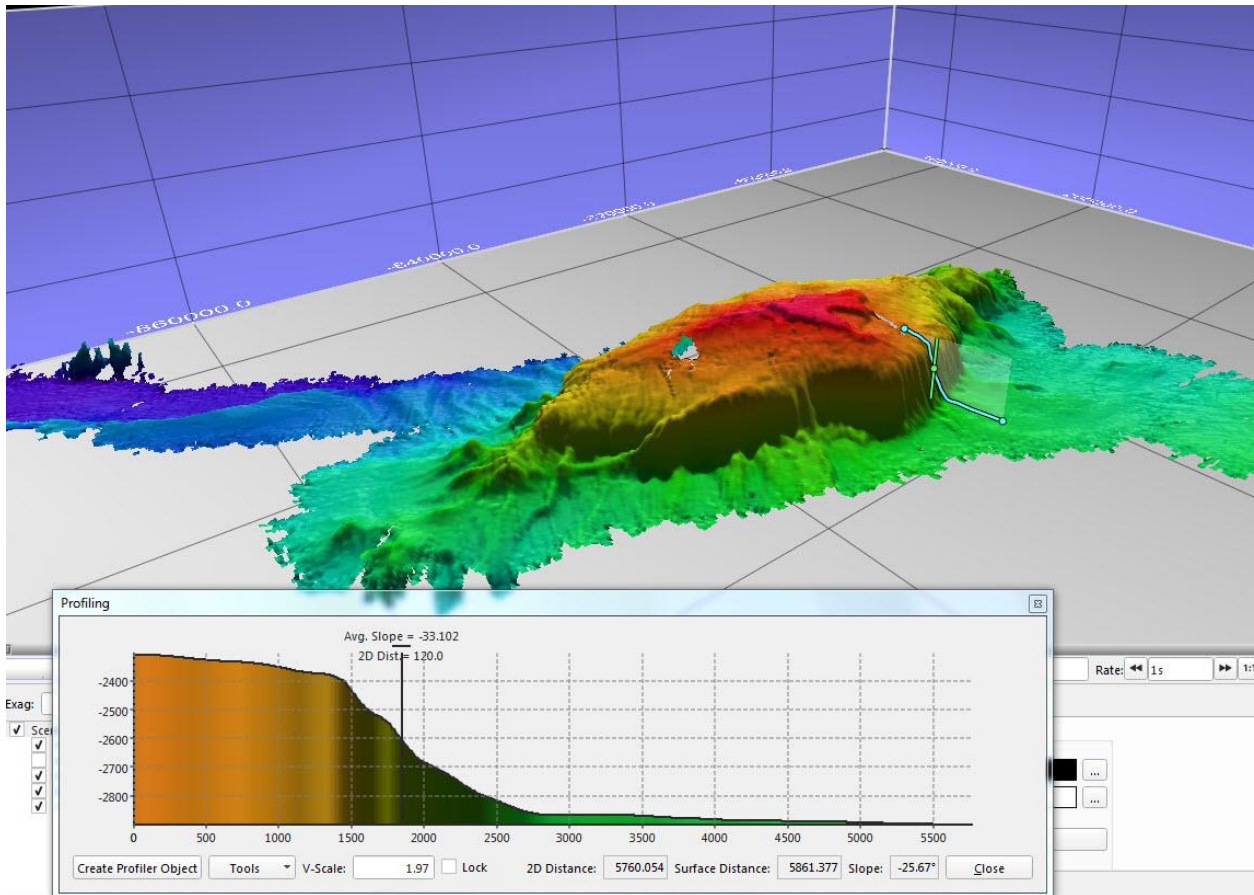 -860000.0
-840000.0
Profiling
Avg. Slope = -33.102
2D Dist = 120.0
-2400
-2500
-2600
-2700
-2800
0 500 1000 1500 2000 2500 3000 3500 4000 4500 5000 5500
Rate: 1s 1:1
Exag:
Create Profiler Object Tools V-Scale: 1.97 Lock 2D Distance: 5760.054 Surface Distance: 5861.377 Slope: -25.67° Close
... 
...